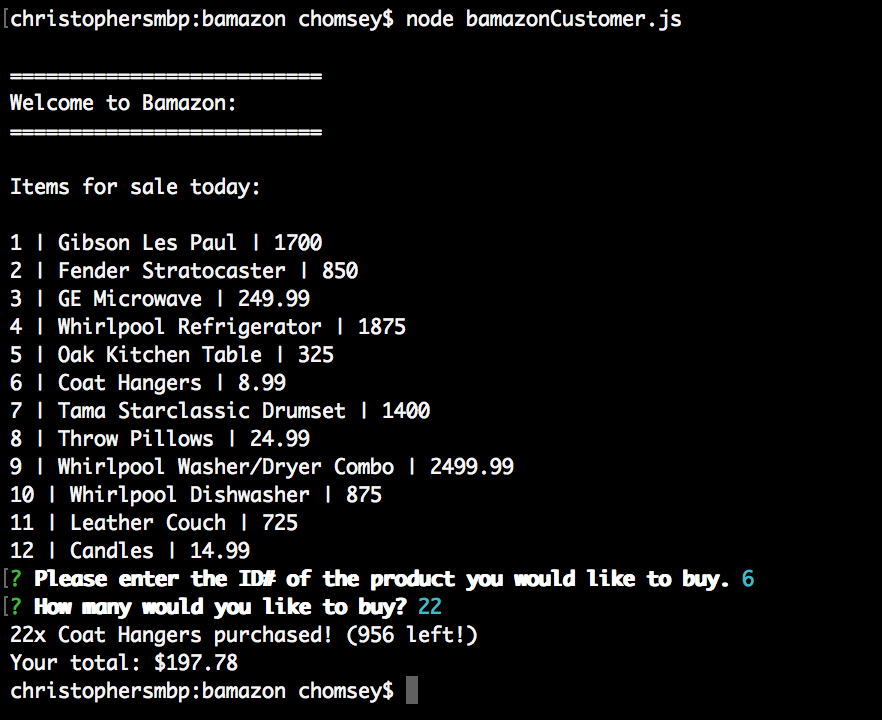 [christophersmbp:bamazon chomsey$ node bamazonCustomer.js
==========================
Welcome to Bamazon:
==========================
Items for sale today:
1 | Gibson Les Paul | 1700
2 | Fender Stratocaster | 850
3 | GE Microwave | 249.99
4 | Whirlpool Refrigerator | 1875
5 | Oak Kitchen Table | 325
6 | Coat Hangers | 8.99
7 | Tama Starclassic Drumset | 1400
8 | Throw Pillows | 24.99
9 | Whirlpool Washer/Dryer Combo | 2499.99
10 | Whirlpool Dishwasher | 875
11 | Leather Couch | 725
12 | Candles | 14.99
[? Please enter the ID# of the product you would like to buy. 6
[? How many would you like to buy? 22
22x Coat Hangers purchased! (956 left!)
Your total: $197.78
christophersmbp:bamazon chomsey$